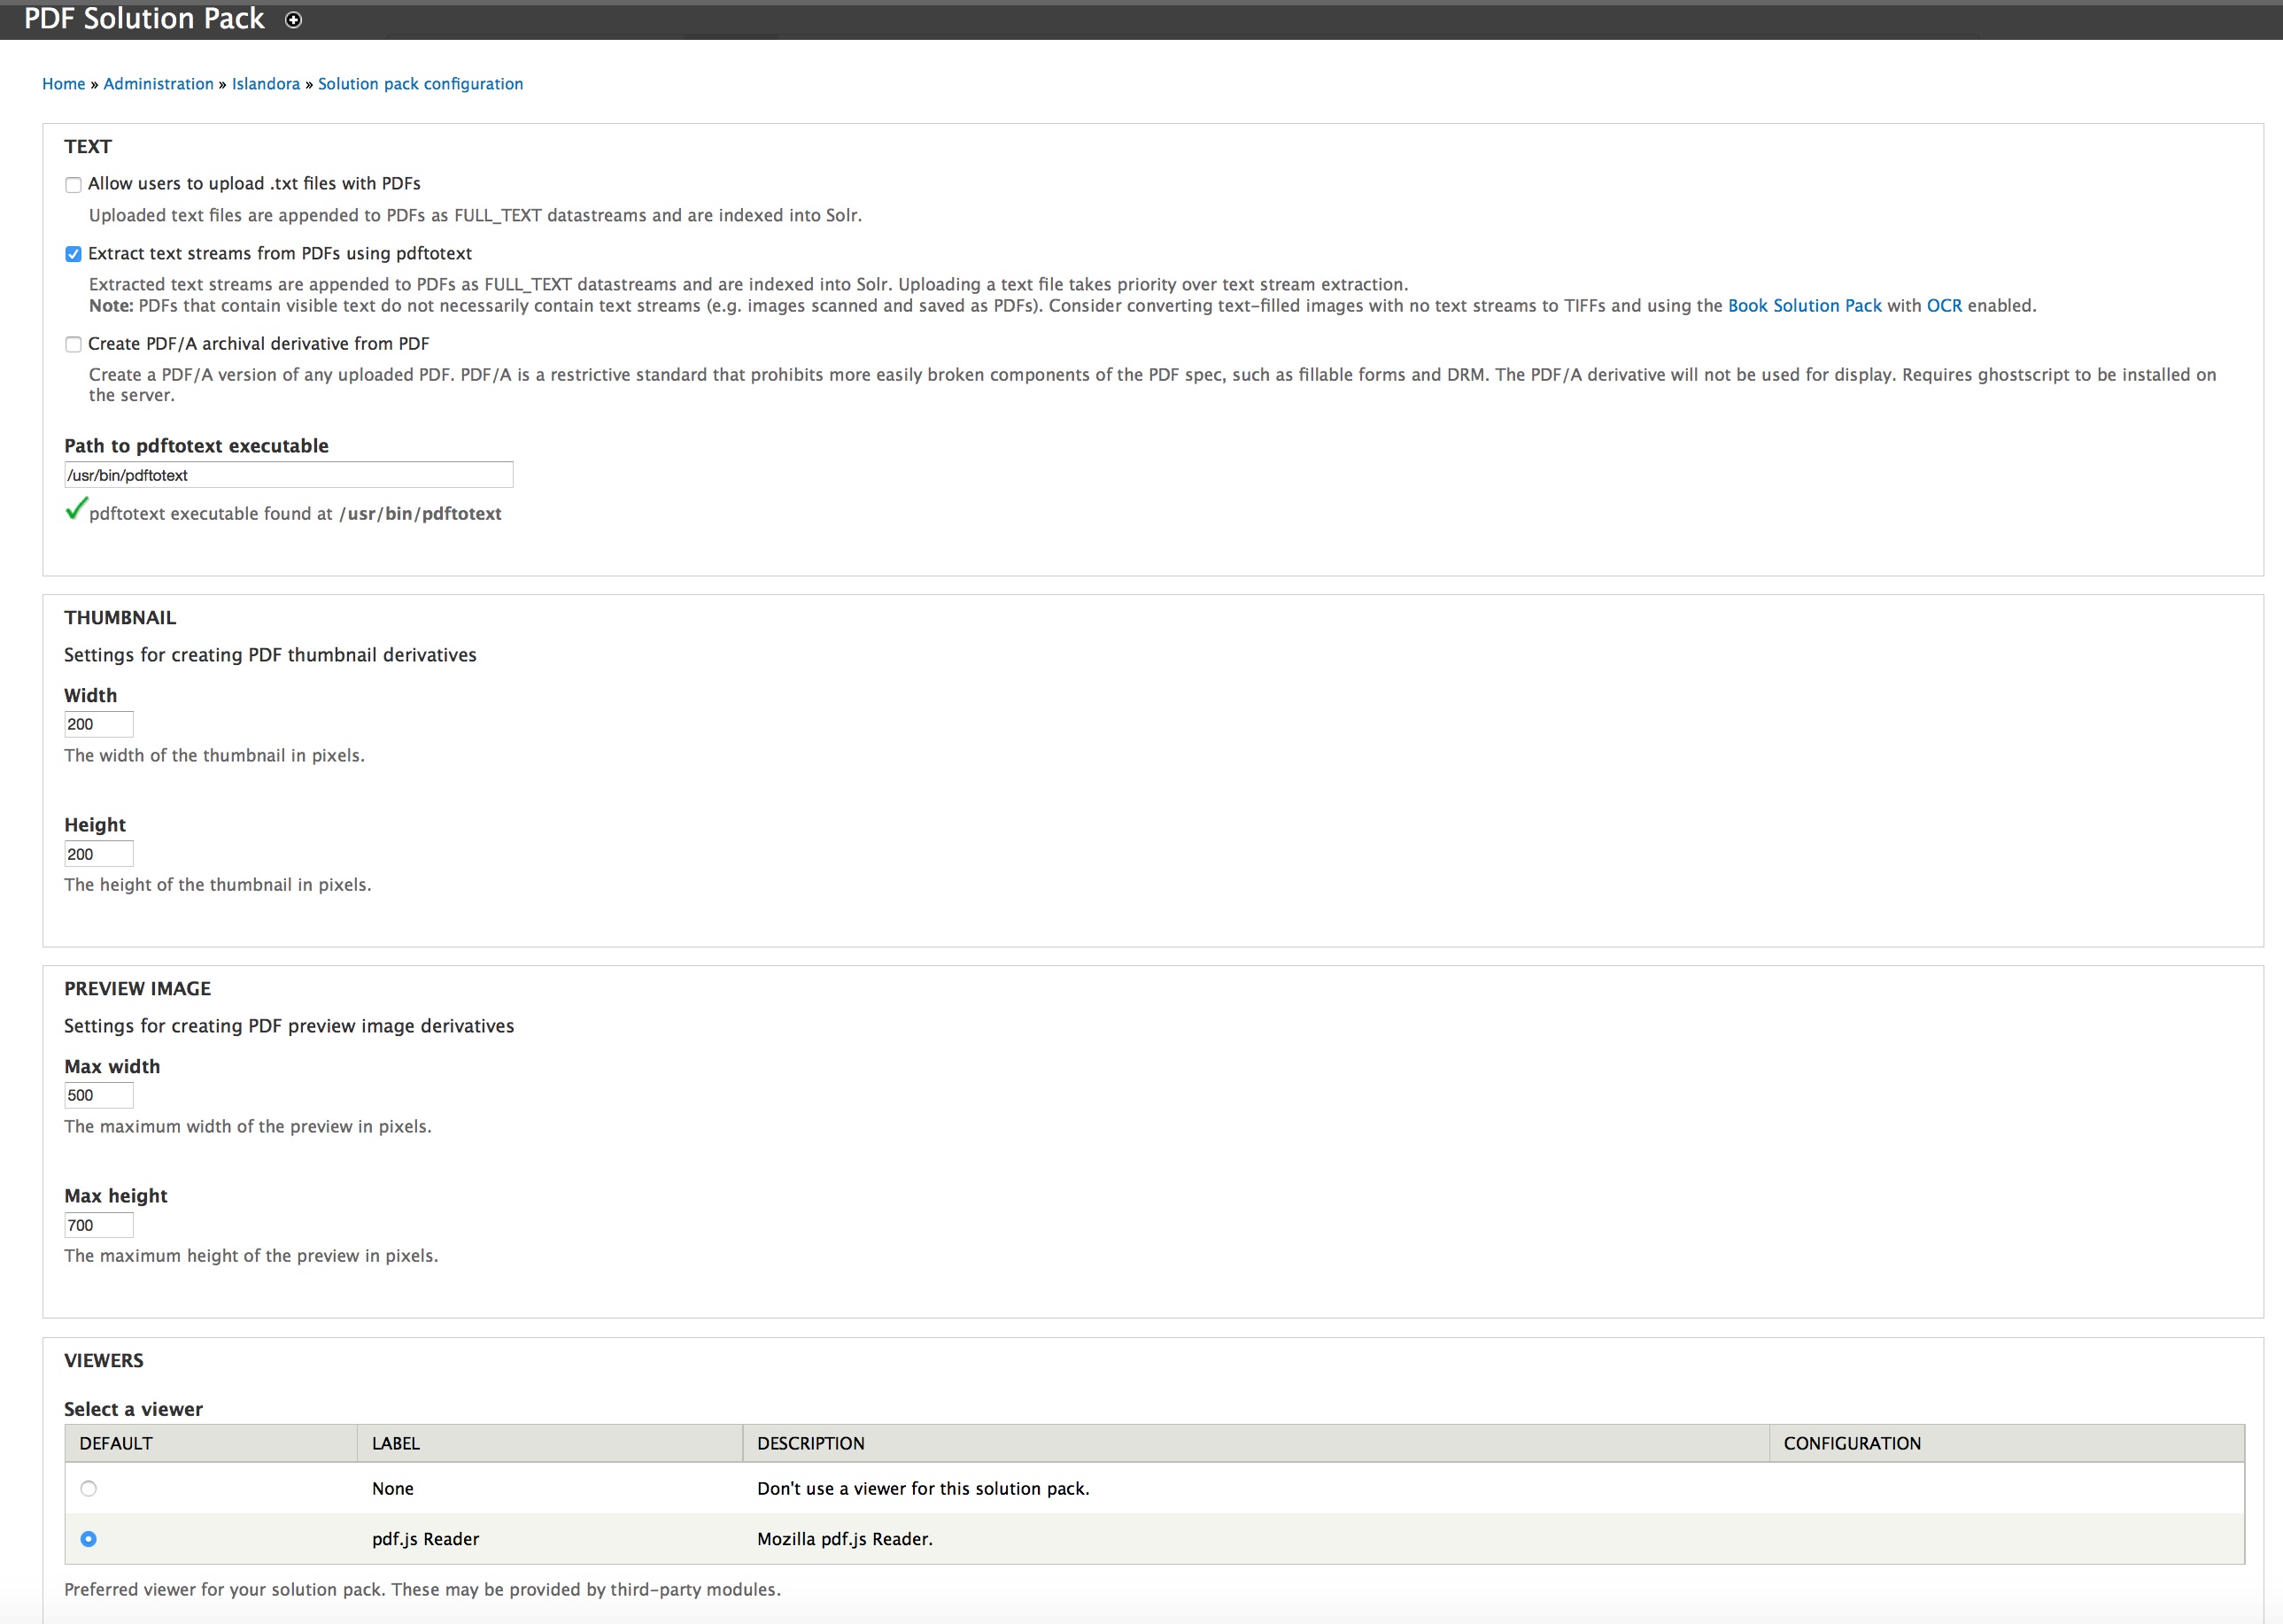 PDF Solution Pack
Home » Administration » Islandora » Solution pack configuration
TEXT
Allow users to upload .txt files with PDFs
Uploaded text files are appended to PDFs as FULL_TEXT datastreams and are indexed into Solr.
Extract text streams from PDFs using pdftotext
Extracted text streams are appended to PDFs as FULL_TEXT datastreams and are indexed into Solr. Uploading a text file takes priority over text stream extraction.
Note: PDFs that contain visible text do not necessarily contain text streams (e.g. images scanned and saved as PDFs). Consider converting text-filled images with no text streams to TIFFs and using the Book Solution Pack with OCR enabled.
Create PDF/A archival derivative from PDF
Create a PDF/A version of any uploaded PDF. PDF/A is a restrictive standard that prohibits more easily broken components of the PDF spec, such as fillable forms and DRM. The PDF/A derivative will not be used for display. Requires ghostscript to be installed on
the server.
Path to pdftotext executable
/usr/bin/pdftotext
pdftotext executable found at /usr/bin/pdftotext
THUMBNAIL
Settings for creating PDF thumbnail derivatives
Width
200
The width of the thumbnail in pixels.
Height
200
The height of the thumbnail in pixels.
PREVIEW IMAGE
Settings for creating PDF preview image derivatives
Max width
500
The maximum width of the preview in pixels.
Max height
700
The maximum height of the preview in pixels.
VIEWERS
Select a viewer
DEFAULT LABEL DESCRIPTION CONFIGURATION
None Don't use a viewer for this solution pack.
pdf.js Reader Mozilla pdf.js Reader.
Preferred viewer for your solution pack. These may be provided by third-party modules.